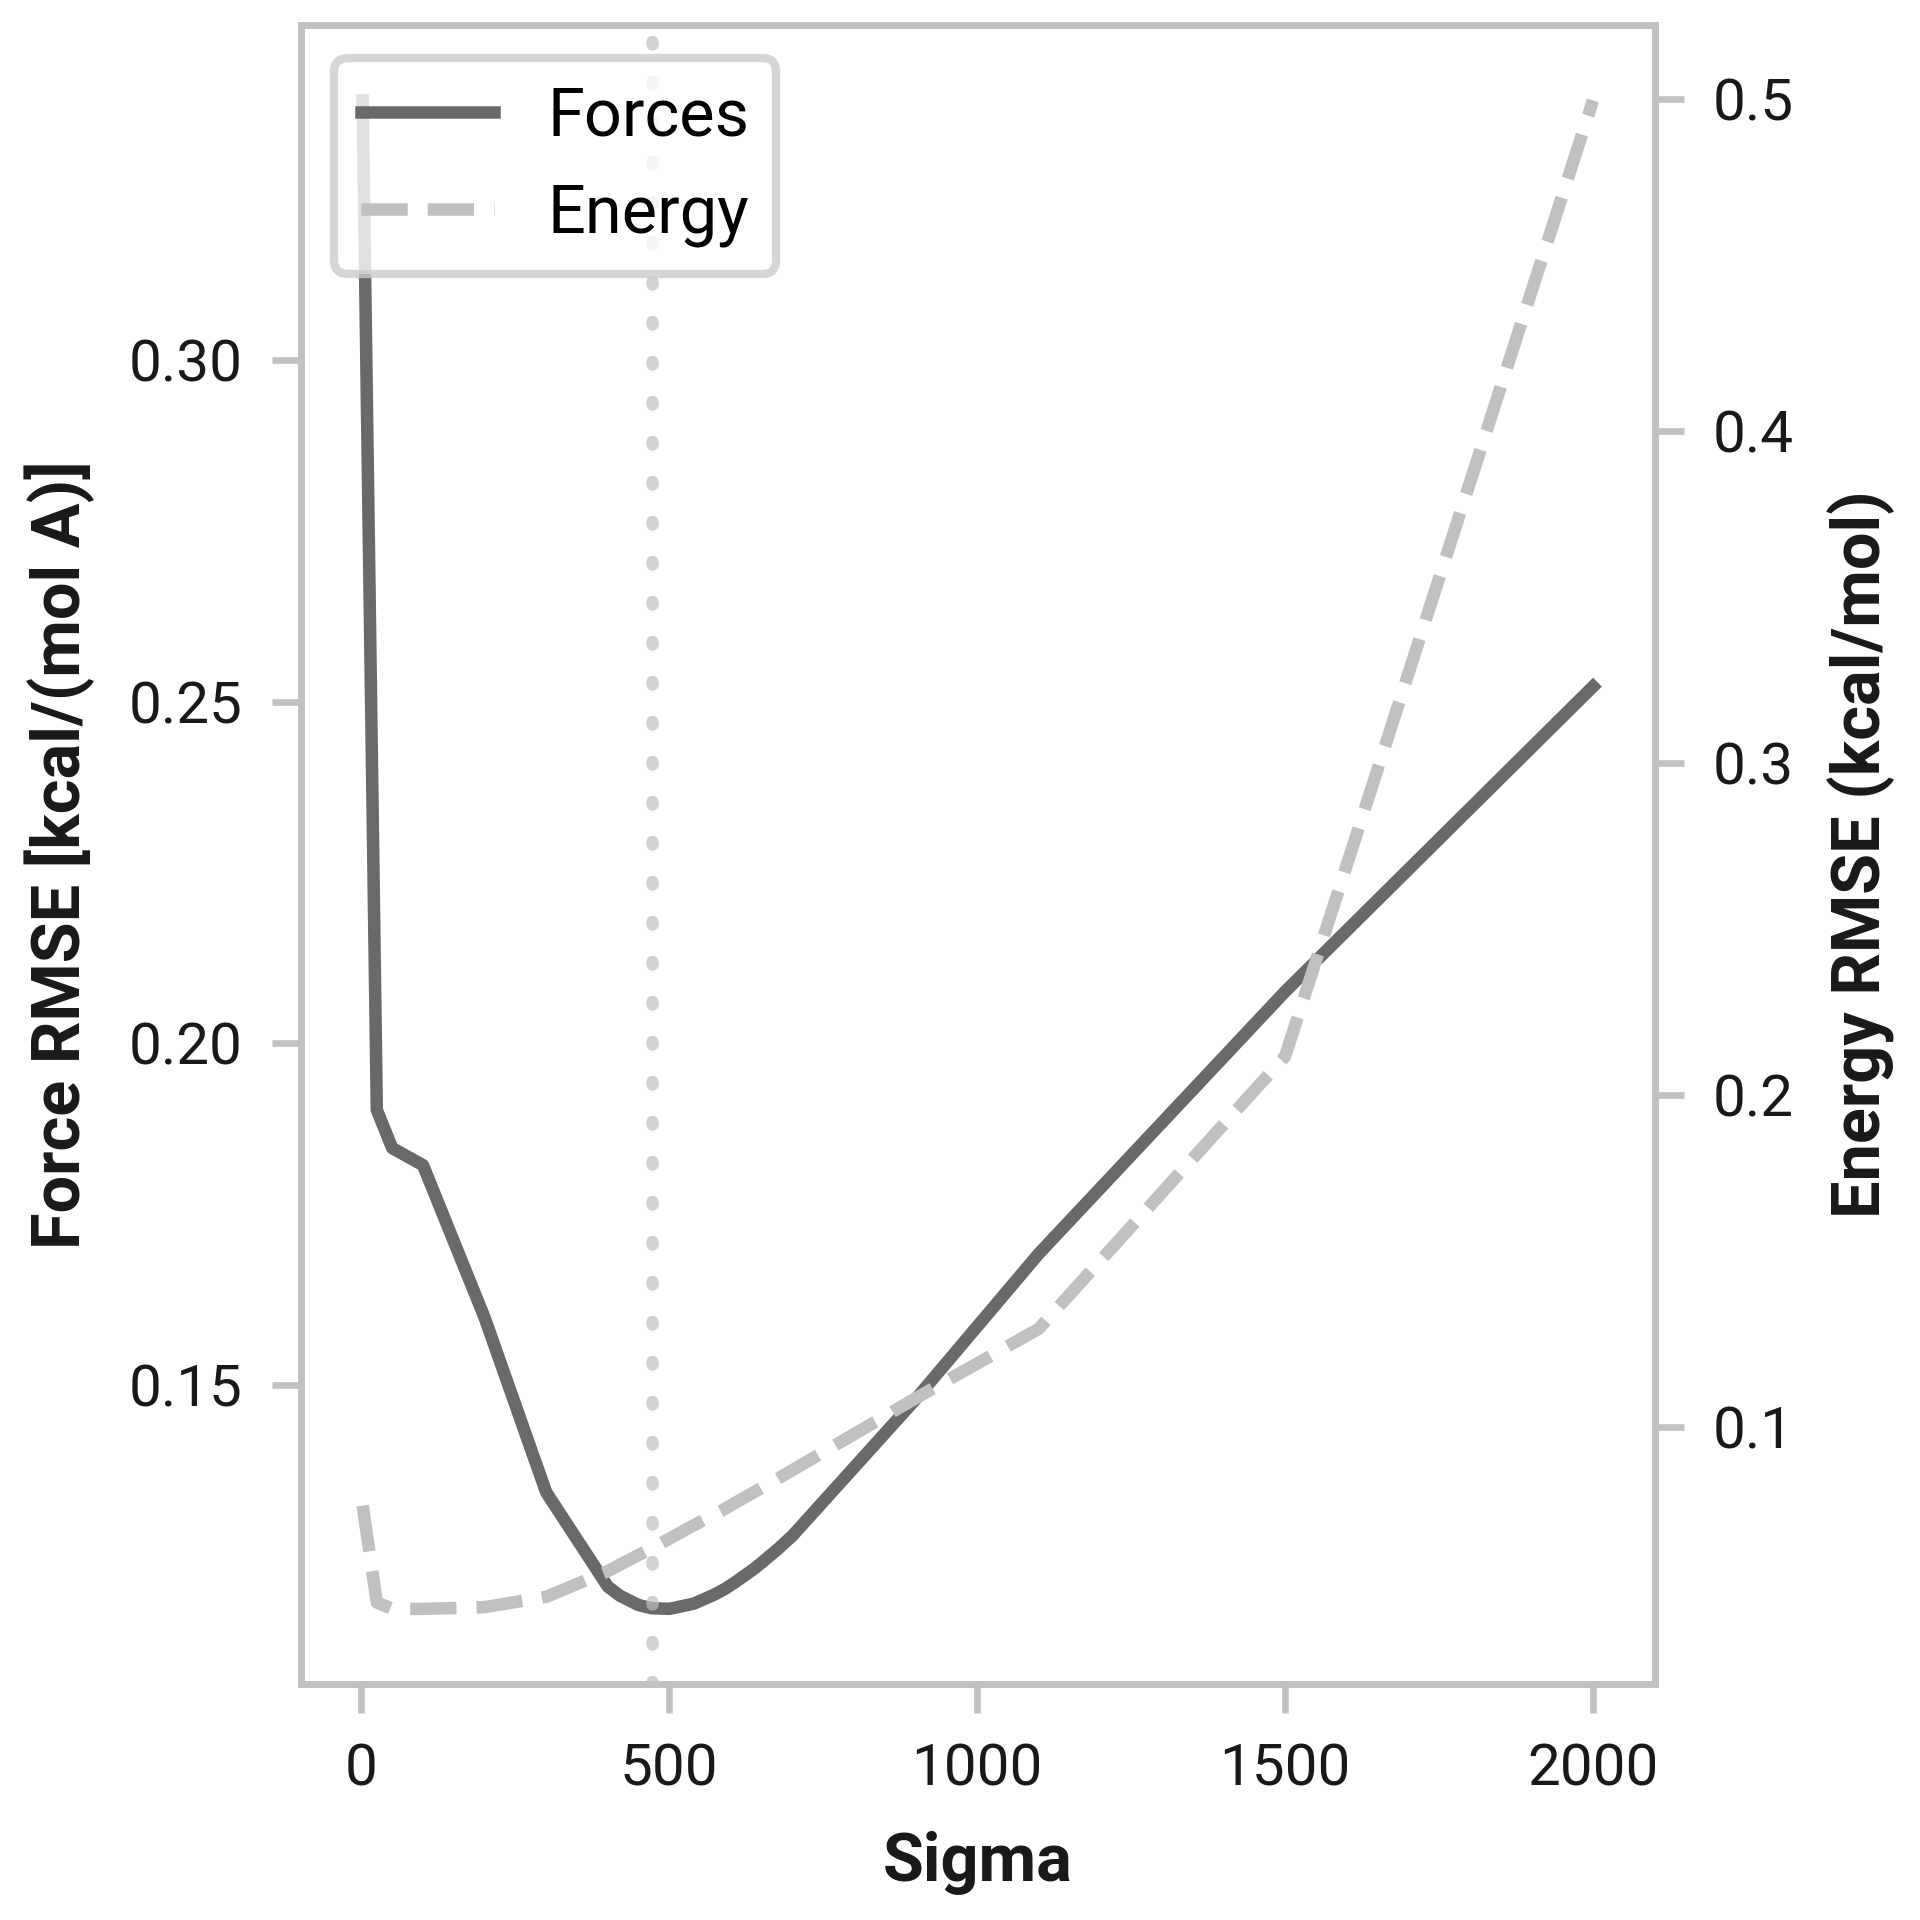 Forces
Energy
Force RMSE [kcal/(mol A)]
0.30
0.25
0.20
0.15
0.5
0.4
0.3
0.2
0.1
Energy RMSE (kcal/mol)
0 500 1000 1500 2000
Sigma